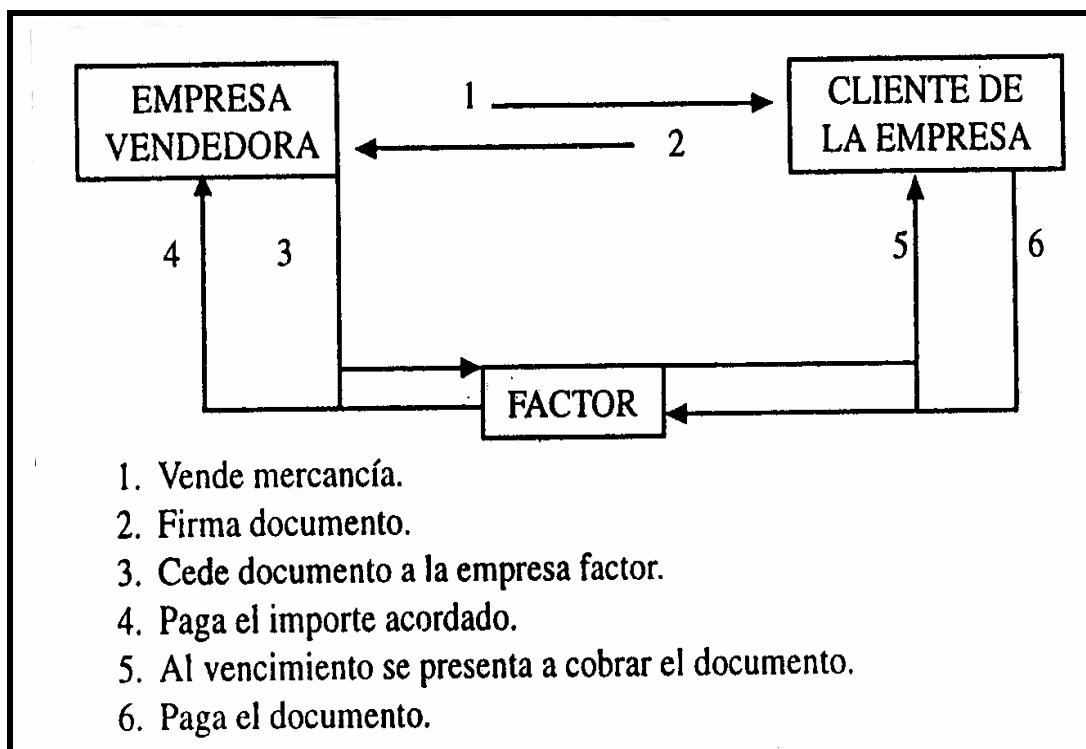 EMPRESA
VENDEDORA
1
2
CLIENTE DE
LA EMPRESA
4
3
5
6
FACTOR
1. Vende mercancía.
2. Firma documento.
3. Cede documento a la empresa factor.
4. Paga el importe acordado.
5. Al vencimiento se presenta a cobrar el documento.
6. Paga el documento.